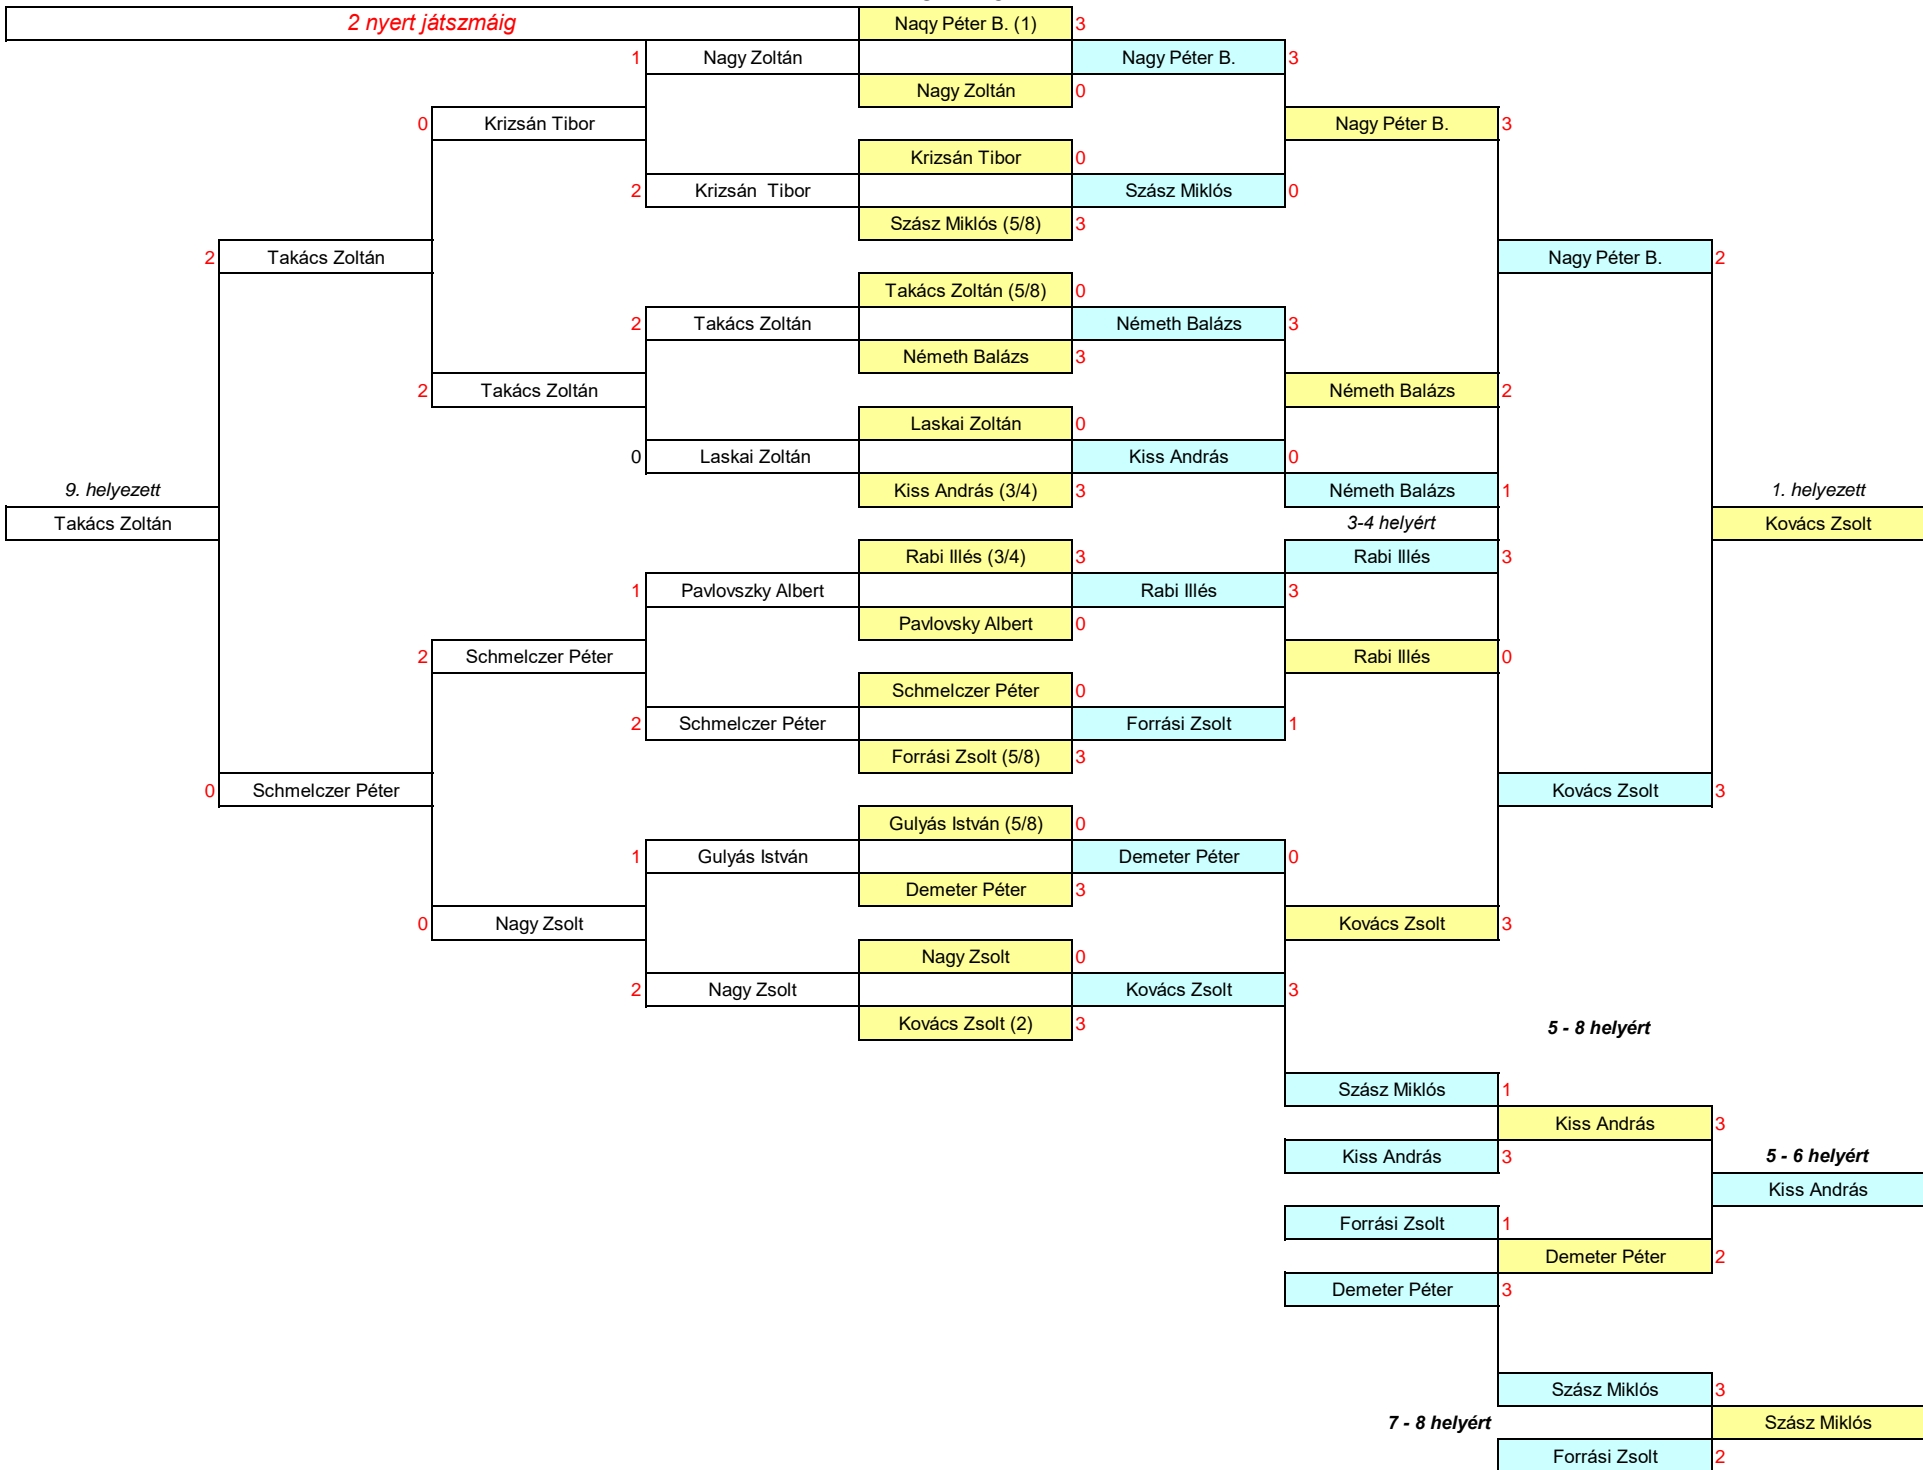 2 nyert játszmáig Naqy Péter B. (1) 3
1 Nagy Zoltán Nagy Péter B. 3
Nagy Zoltán 0
0 Krizsán Tibor Nagy Péter B. 3
Krizsán Tibor 0
2 Krizsán Tibor Szász Miklós 0
Szász Miklós (5/8) 3
2 Takács Zoltán Nagy Péter B. 2
Takács Zoltán (5/8) 0
2 Takács Zoltán Németh Balázs 3
Németh Balázs 3
2 Takács Zoltán Németh Balázs 2
Laskai Zoltán 0
0 Laskai Zoltán Kiss András 0
9. helyezett Kiss András (3/4) 3 Németh Balázs 1 1. helyezett
Takács Zoltán 3-4 helyért Kovács Zsolt
Rabi Illés (3/4) 3 Rabi Illés 3
1 Pavlovszky Albert Rabi Illés 3
Pavlovsky Albert 0
2 Schmelczer Péter Rabi Illés 0
Schmelczer Péter 0
2 Schmelczer Péter Forrási Zsolt 1
Forrási Zsolt (5/8) 3
0 Schmelczer Péter Kovács Zsolt 3
Gulyás István (5/8) 0
1 Gulyás István Demeter Péter 0
Demeter Péter 3
0 Nagy Zsolt Kovács Zsolt 3
Nagy Zsolt 0
2 Nagy Zsolt Kovács Zsolt 3
Kovács Zsolt (2) 3 5 - 8 helyért
Szász Miklós 1
Kiss András 3
Kiss András 3 5 - 6 helyért
Kiss András
Forrási Zsolt 1
Demeter Péter 2
Demeter Péter 3
Szász Miklós 3
7 - 8 helyért Szász Miklós
Forrási Zsolt 2